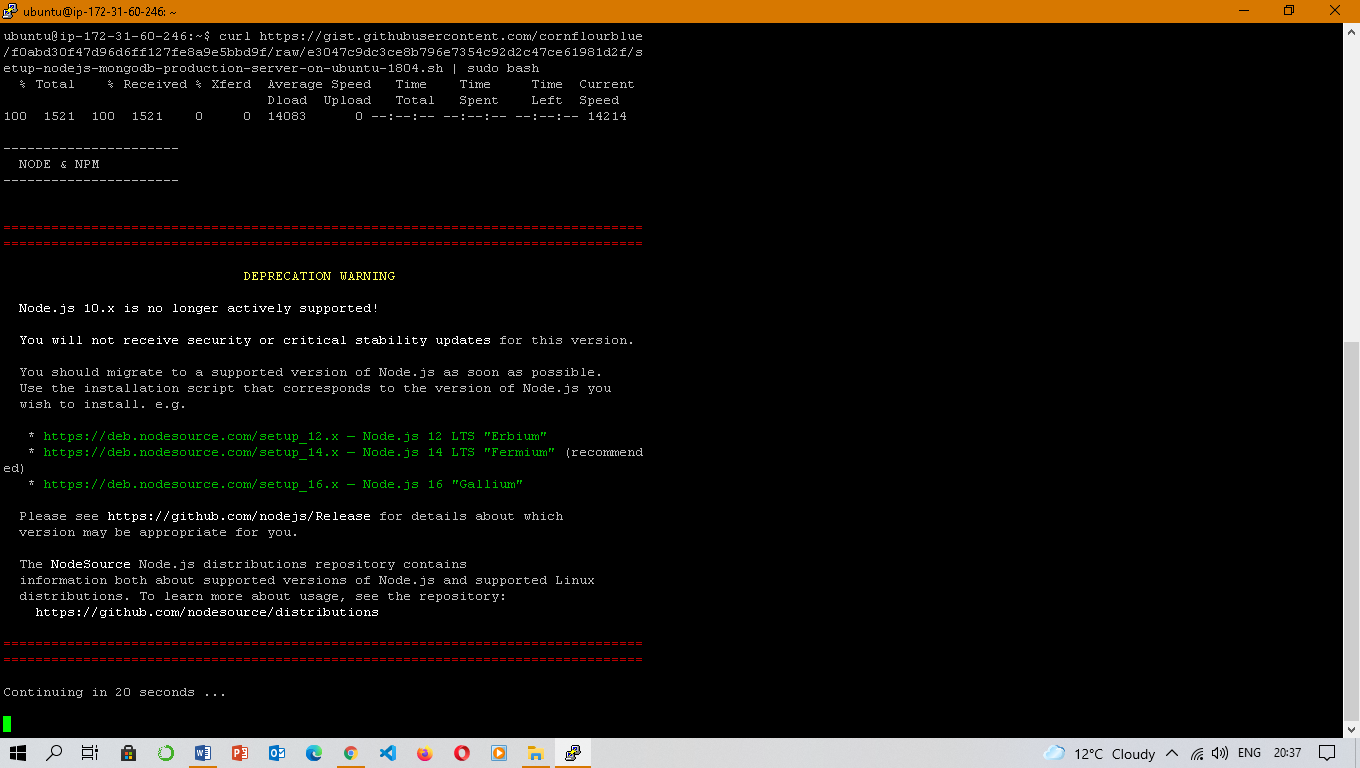 ubuntu@ip-172-31-60-246: ~
ubuntu@ip-172-31-60-246:~$ curl https://gist.githubusercontent.com/cornflourblue
/f0abd30f47d96d6ff127fe8a9e5bbd9f/raw/e3047c9dc3ce8b796e7354c92d2c47ce61981d2f/s
etup-nodejs-mongodb-production-server-on-ubuntu-1804.sh | sudo bash
  % Total    % Received % Xferd  Average Speed   Time    Time     Time  Current
                                 Dload  Upload   Total   Spent    Left  Speed
100  1521  100  1521    0     0  14083      0 --:--:-- --:--:-- --:--:-- 14214
----------------------
  NODE & NPM
----------------------
================================================================================
================================================================================
                              DEPRECATION WARNING
  Node.js 10.x is no longer actively supported!
  You will not receive security or critical stability updates for this version.
  You should migrate to a supported version of Node.js as soon as possible.
  Use the installation script that corresponds to the version of Node.js you
  wish to install. e.g.
   * https://deb.nodesource.com/setup_12.x — Node.js 12 LTS "Erbium"
   * https://deb.nodesource.com/setup_14.x — Node.js 14 LTS "Fermium" (recommend
ed)
   * https://deb.nodesource.com/setup_16.x — Node.js 16 "Gallium"
  Please see https://github.com/nodejs/Release for details about which
  version may be appropriate for you.
  The NodeSource Node.js distributions repository contains
  information both about supported versions of Node.js and supported Linux
  distributions. To learn more about usage, see the repository:
    https://github.com/nodesource/distributions
================================================================================
================================================================================
Continuing in 20 seconds ...
12°C Cloudy ENG 20:37